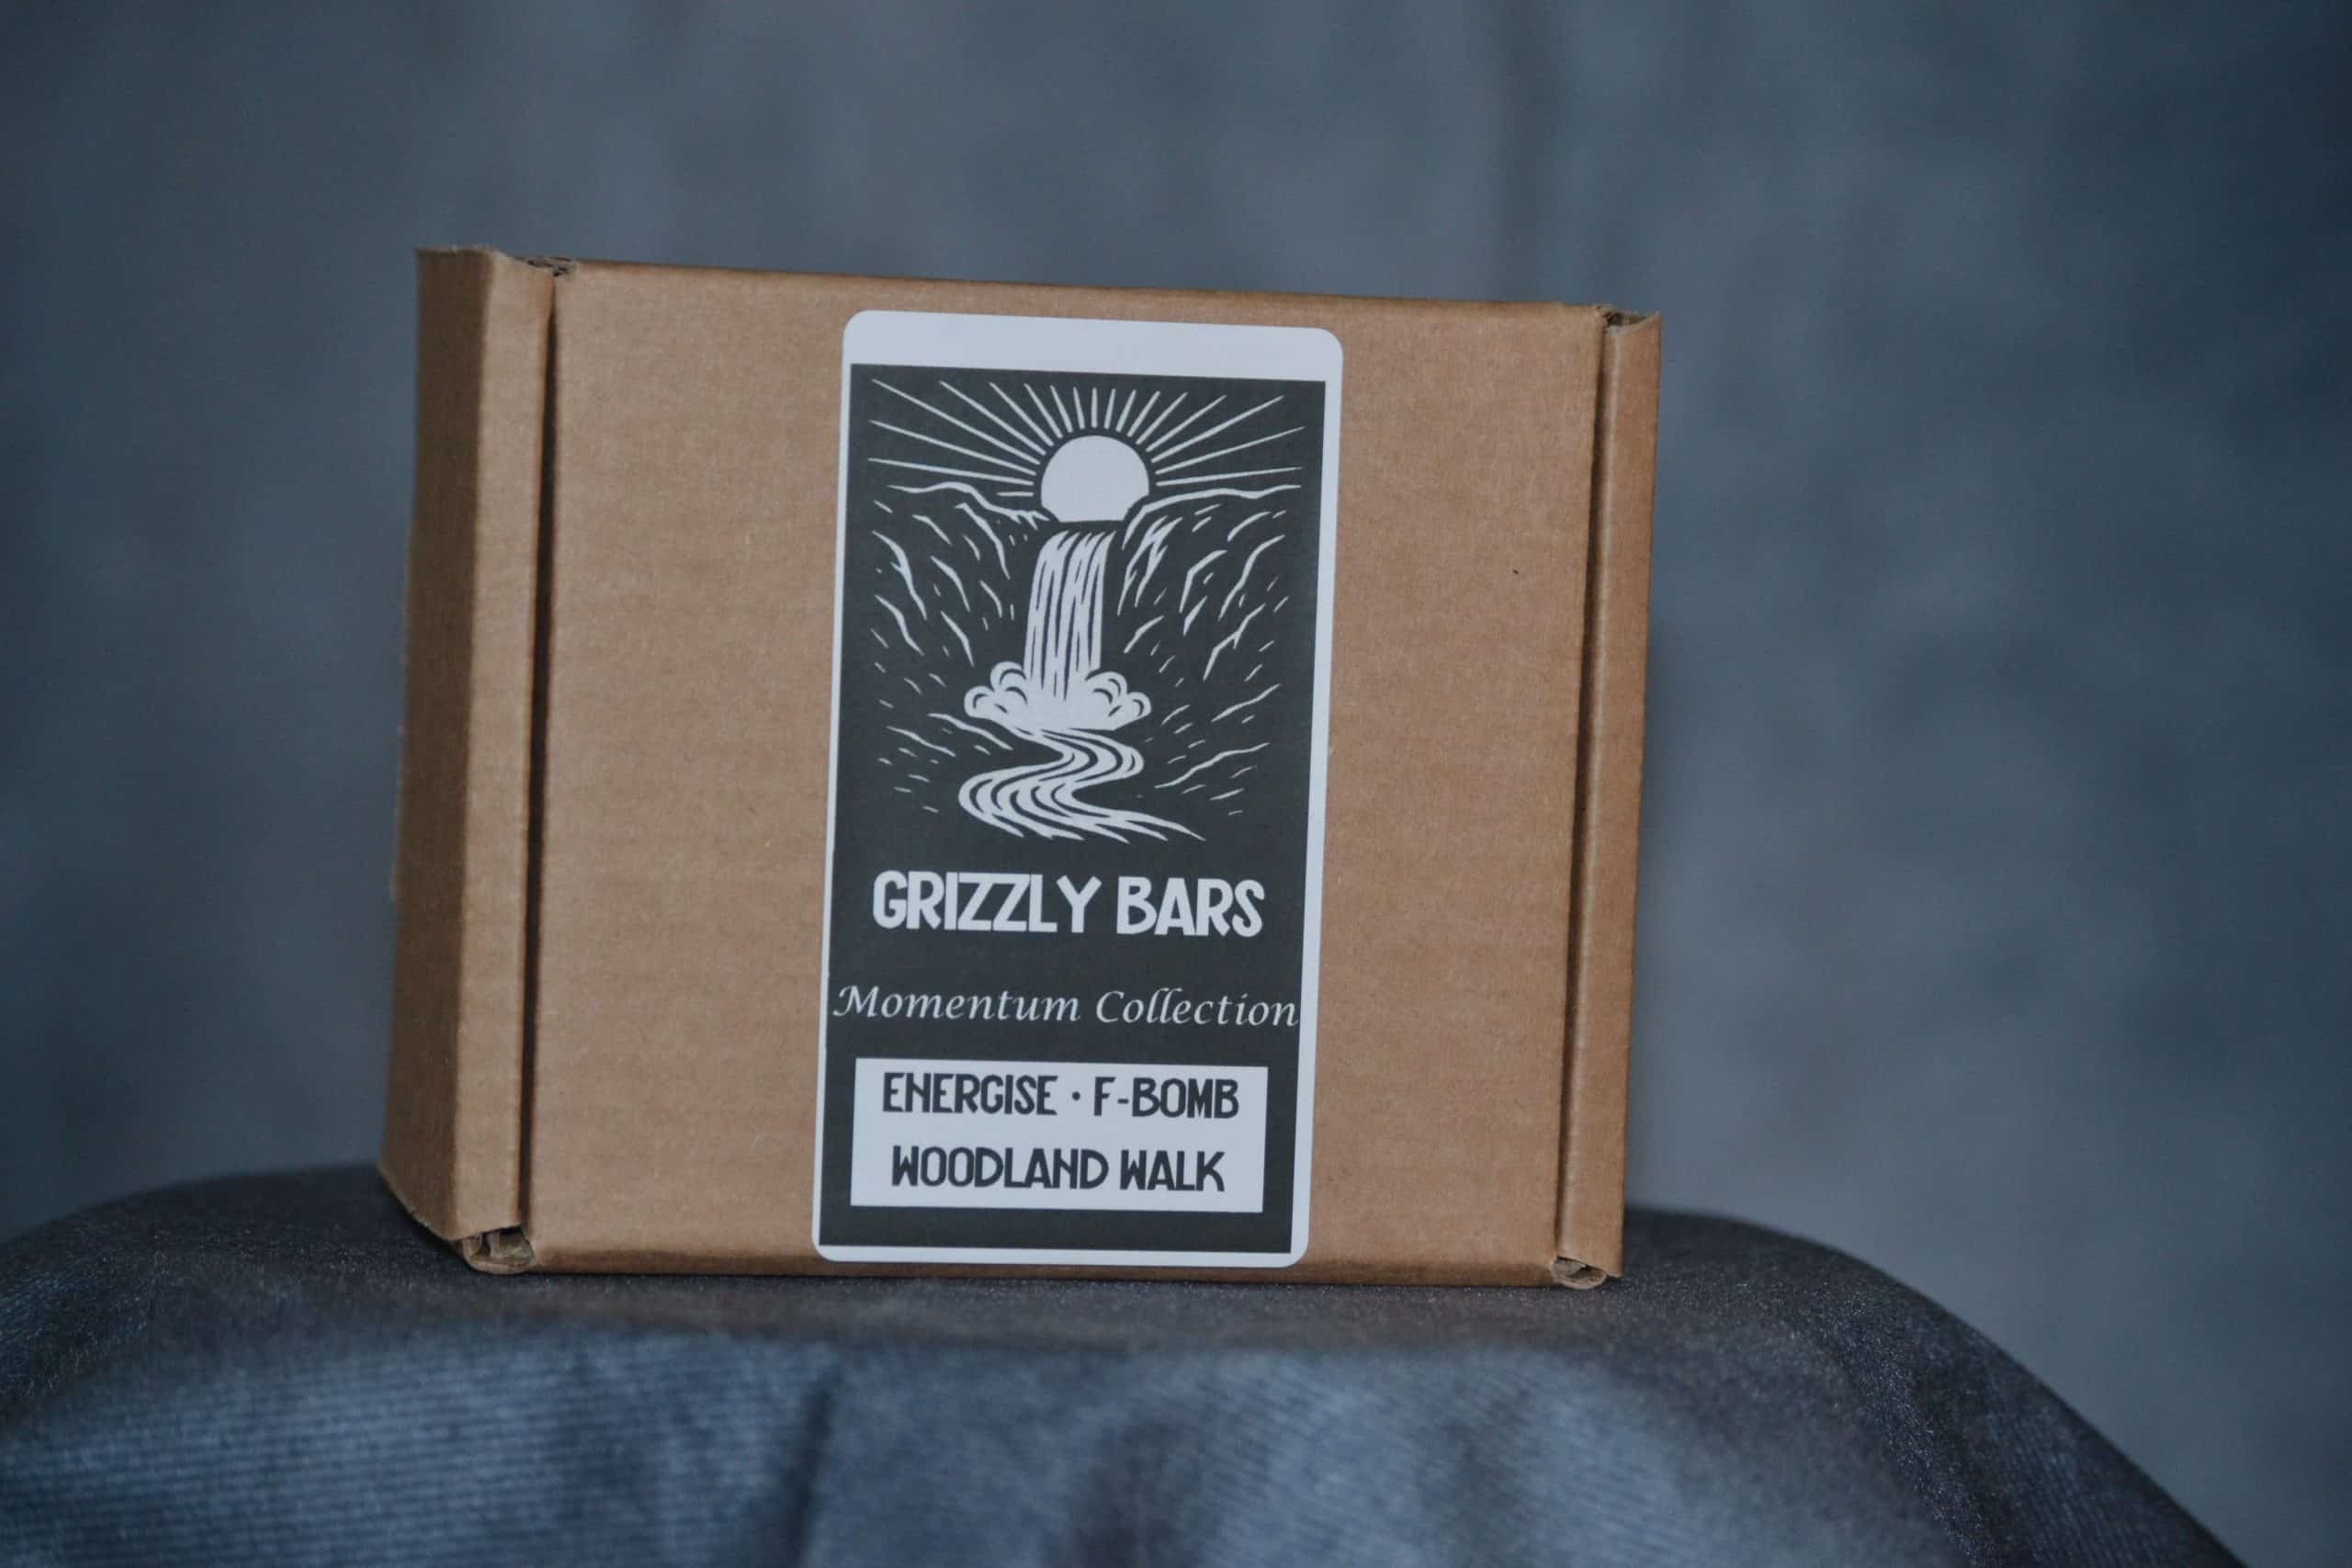 GRIZZLY BARS
Momentum Collection
ENERGISE · F-BOMB
WOODLAND WALK